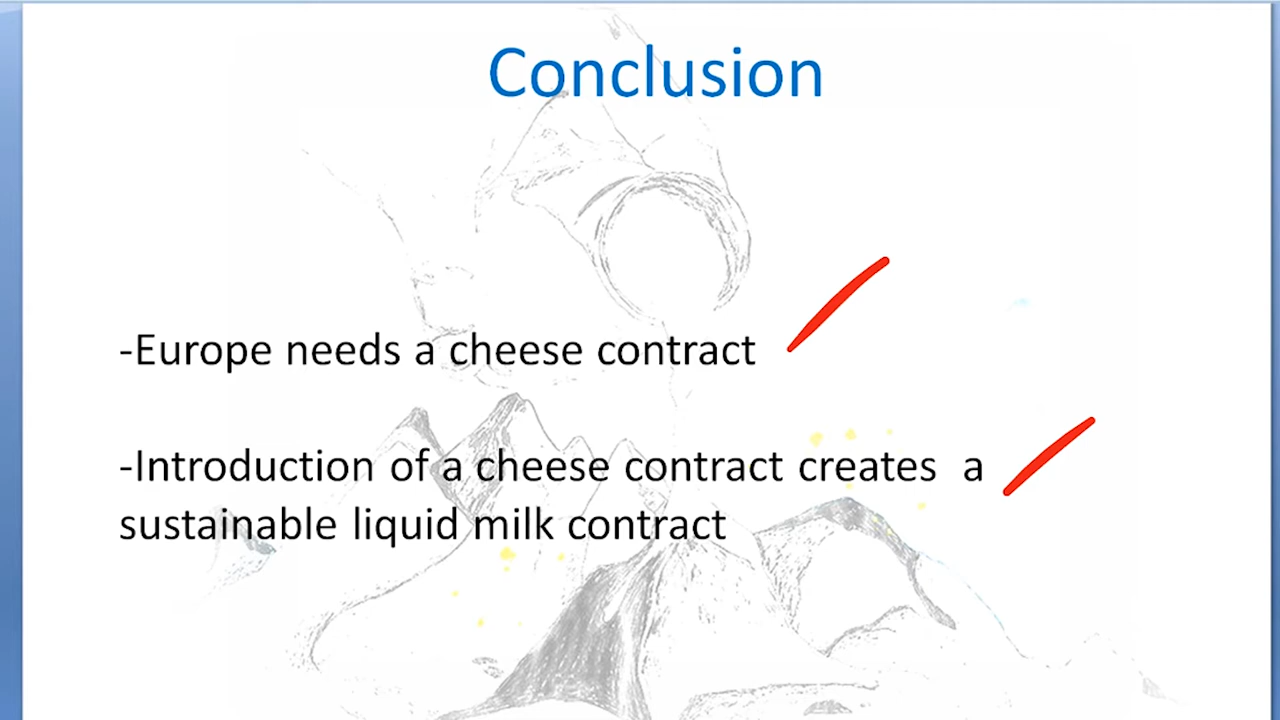 Conclusion
-Europe needs a cheese contract
-Introduction of a cheese contract creates a
sustainable liquid milk contract